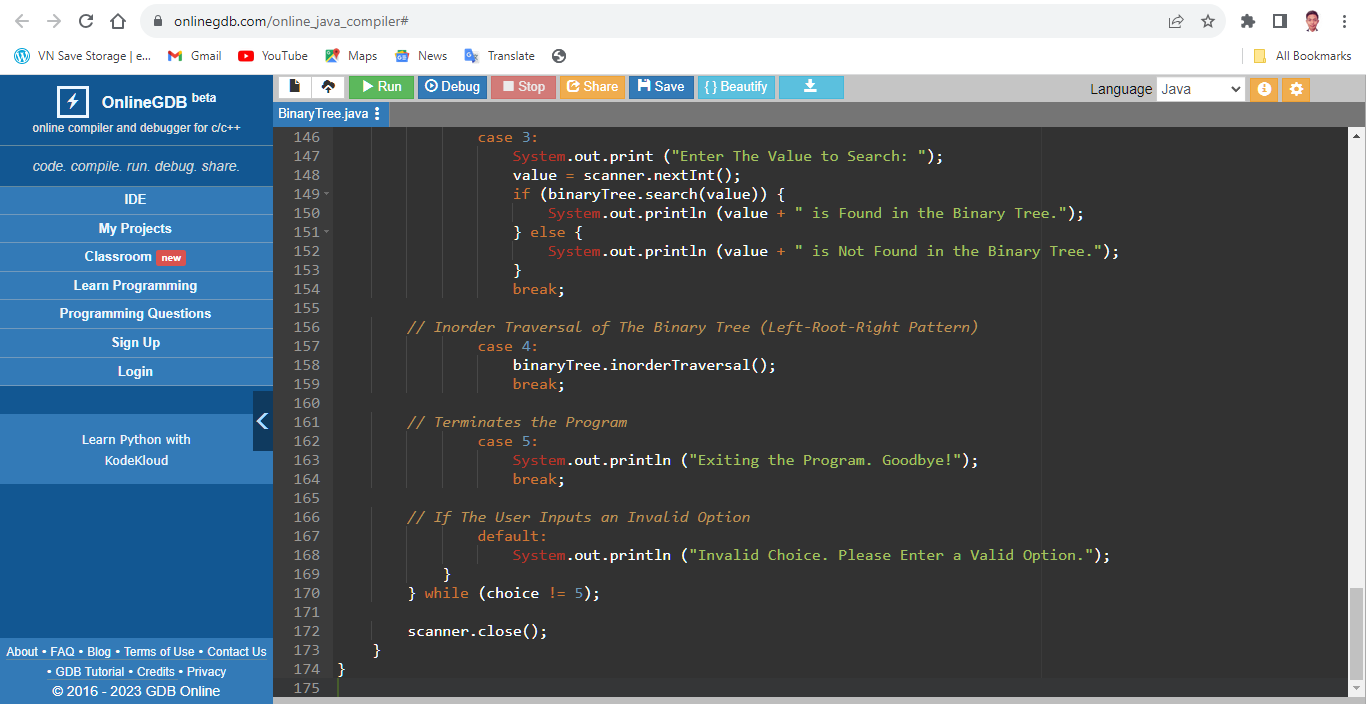 onlinegdb.com/online_java_compiler#
VN Save Storage | e... Gmail YouTube Maps News Translate All Bookmarks
OnlineGDB beta
online compiler and debugger for c/c++
code. compile. run. debug. share.
IDE
My Projects
Classroom new
Learn Programming
Programming Questions
Sign Up
Login
Learn Python with
KodeKloud
About • FAQ • Blog • Terms of Use • Contact Us
• GDB Tutorial • Credits • Privacy
© 2016 - 2023 GDB Online
Run Debug Stop Share Save { } Beautify Language Java
BinaryTree.java
146 case 3:
147 System.out.print ("Enter The Value to Search: ");
148 value = scanner.nextInt();
149 if (binaryTree.search(value)) {
150 System.out.println (value + " is Found in the Binary Tree.");
151 } else {
152 System.out.println (value + " is Not Found in the Binary Tree.");
153 }
154 break;
155
156 // Inorder Traversal of The Binary Tree (Left-Root-Right Pattern)
157 case 4:
158 binaryTree.inorderTraversal();
159 break;
160
161 // Terminates the Program
162 case 5:
163 System.out.println ("Exiting the Program. Goodbye!");
164 break;
165
166 // If The User Inputs an Invalid Option
167 default:
168 System.out.println ("Invalid Choice. Please Enter a Valid Option.");
169 }
170 } while (choice != 5);
171
172 scanner.close();
173 }
174 }
175